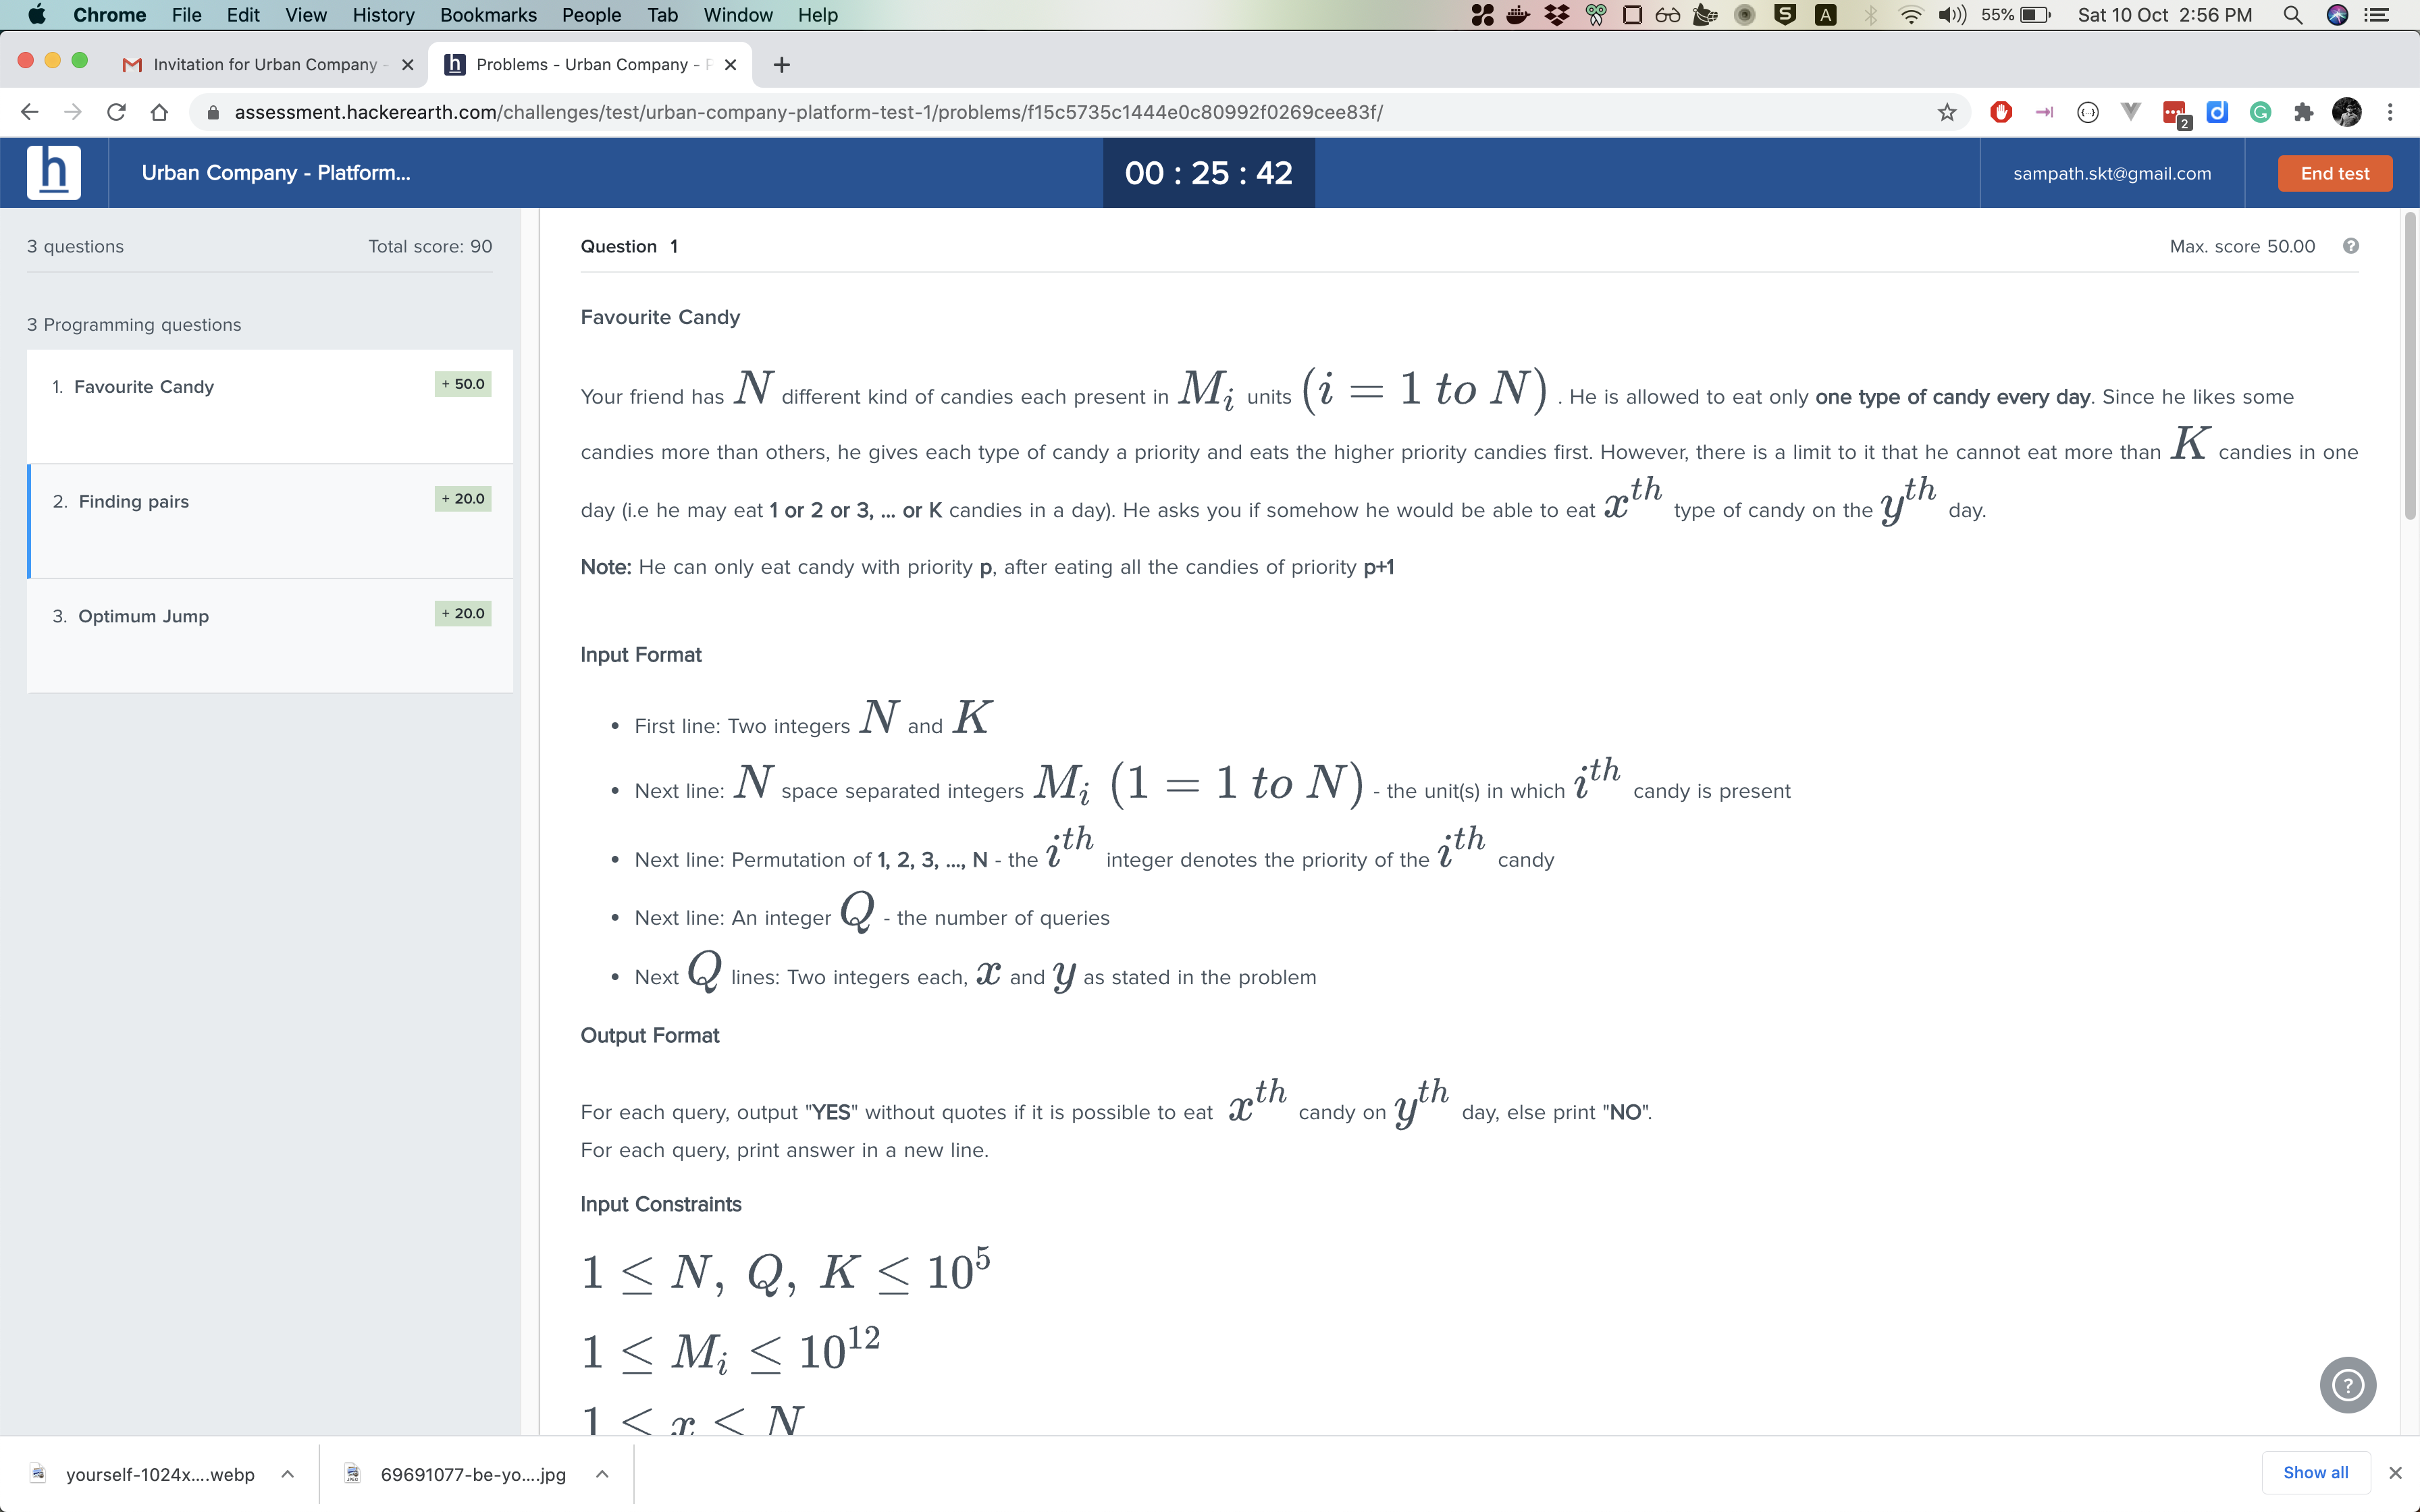 Chrome File Edit View History Bookmarks People Tab Window Help 55% Sat 10 Oct 2:56 PM
Invitation for Urban Company - Problems - Urban Company - P
assessment.hackerearth.com/challenges/test/urban-company-platform-test-1/problems/f15c5735c1444e0c80992f0269cee83f/
2
h Urban Company - Platform... 00 : 25 : 42 sampath.skt@gmail.com End test
3 questions Total score: 90
3 Programming questions
1. Favourite Candy + 50.0
2. Finding pairs + 20.0
3. Optimum Jump + 20.0
Question 1 Max. score 50.00 ?
Favourite Candy
Your friend has N different kind of candies each present in M_i units (i = 1 to N) . He is allowed to eat only one type of candy every day. Since he likes some
candies more than others, he gives each type of candy a priority and eats the higher priority candies first. However, there is a limit to it that he cannot eat more than K candies in one
day (i.e he may eat 1 or 2 or 3, ... or K candies in a day). He asks you if somehow he would be able to eat x^th type of candy on the y^th day.
Note: He can only eat candy with priority p, after eating all the candies of priority p+1
Input Format
• First line: Two integers N and K
• Next line: N space separated integers M_i (1 = 1 to N) - the unit(s) in which i^th candy is present
• Next line: Permutation of 1, 2, 3, ..., N - the i^th integer denotes the priority of the i^th candy
• Next line: An integer Q - the number of queries
• Next Q lines: Two integers each, x and y as stated in the problem
Output Format
For each query, output "YES" without quotes if it is possible to eat x^th candy on y^th day, else print "NO".
For each query, print answer in a new line.
Input Constraints
1 ≤ N, Q, K ≤ 10^5
1 ≤ M_i ≤ 10^12
1 ≤ x ≤ N
?
yourself-1024x....webp 69691077-be-yo....jpg Show all